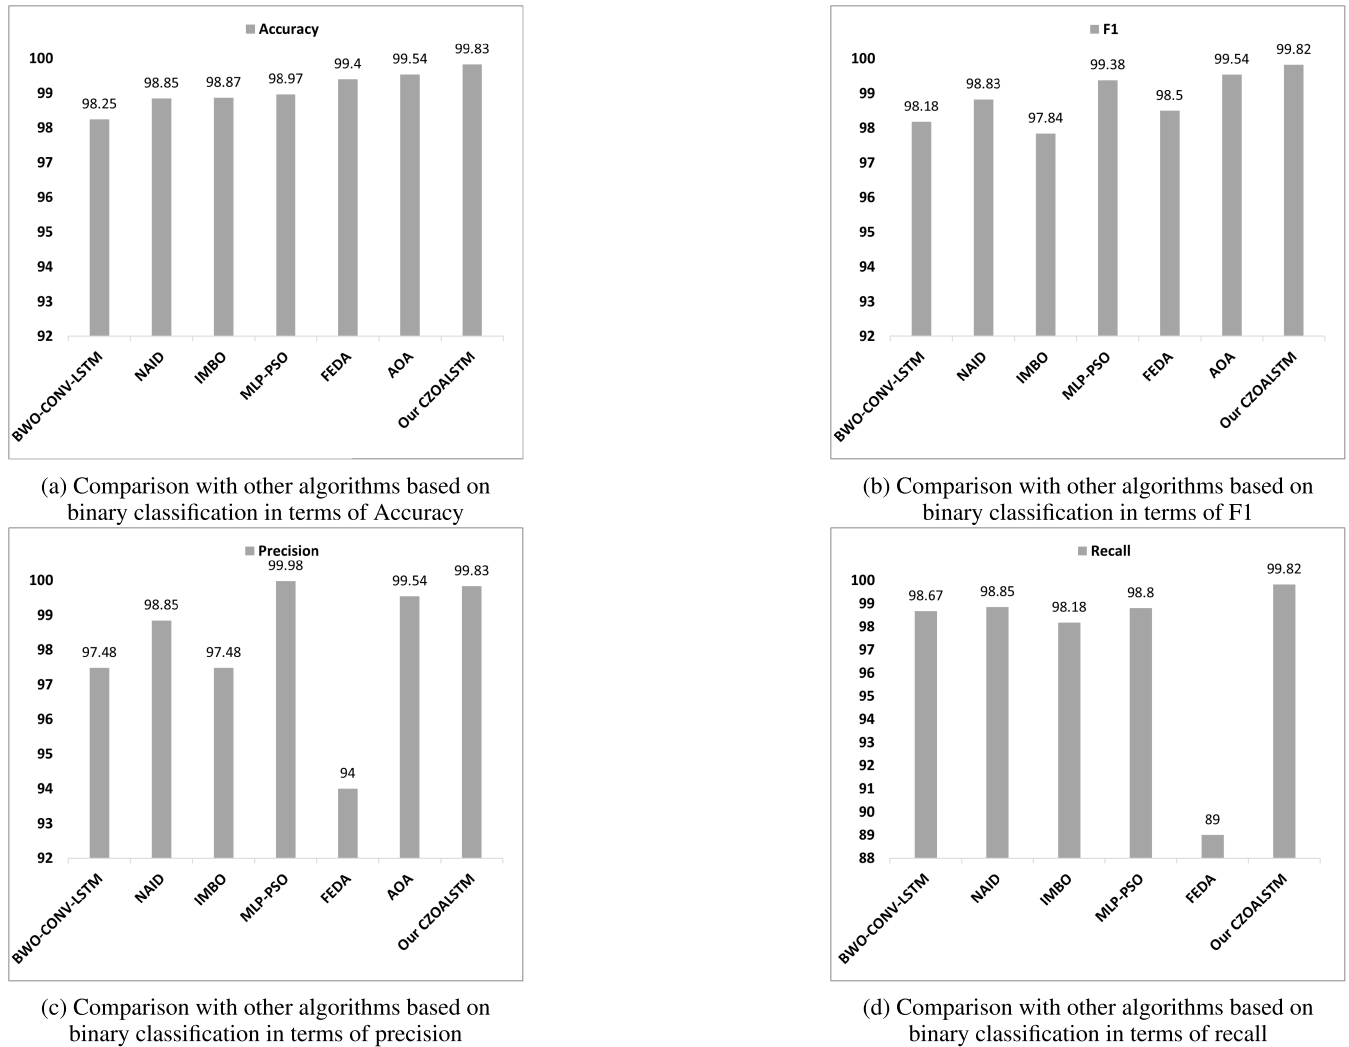 Accuracy
100
99
98
97
96
95
94
93
92
98.25
98.85
98.87
98.97
99.4
99.54
99.83
BWO-CONV-LSTM
NAID
IMBO
MLP-PSO
FEDA
AOA
Our CZOALSTM
(a) Comparison with other algorithms based on
binary classification in terms of Accuracy
F1
100
99
98
97
96
95
94
93
92
98.18
98.83
97.84
99.38
98.5
99.54
99.82
BWO-CONV-LSTM
NAID
IMBO
MLP-PSO
FEDA
AOA
Our CZOALSTM
(b) Comparison with other algorithms based on
binary classification in terms of F1
Precision
100
99
98
97
96
95
94
93
92
97.48
98.85
97.48
99.98
94
99.54
99.83
BWO-CONV-LSTM
NAID
IMBO
MLP-PSO
FEDA
AOA
Our CZOALSTM
(c) Comparison with other algorithms based on
binary classification in terms of precision
Recall
100
99
98
97
96
95
94
93
92
91
90
89
88
98.67
98.85
98.18
98.8
89
99.82
BWO-CONV-LSTM
NAID
IMBO
MLP-PSO
FEDA
Our CZOALSTM
(d) Comparison with other algorithms based on
binary classification in terms of recall